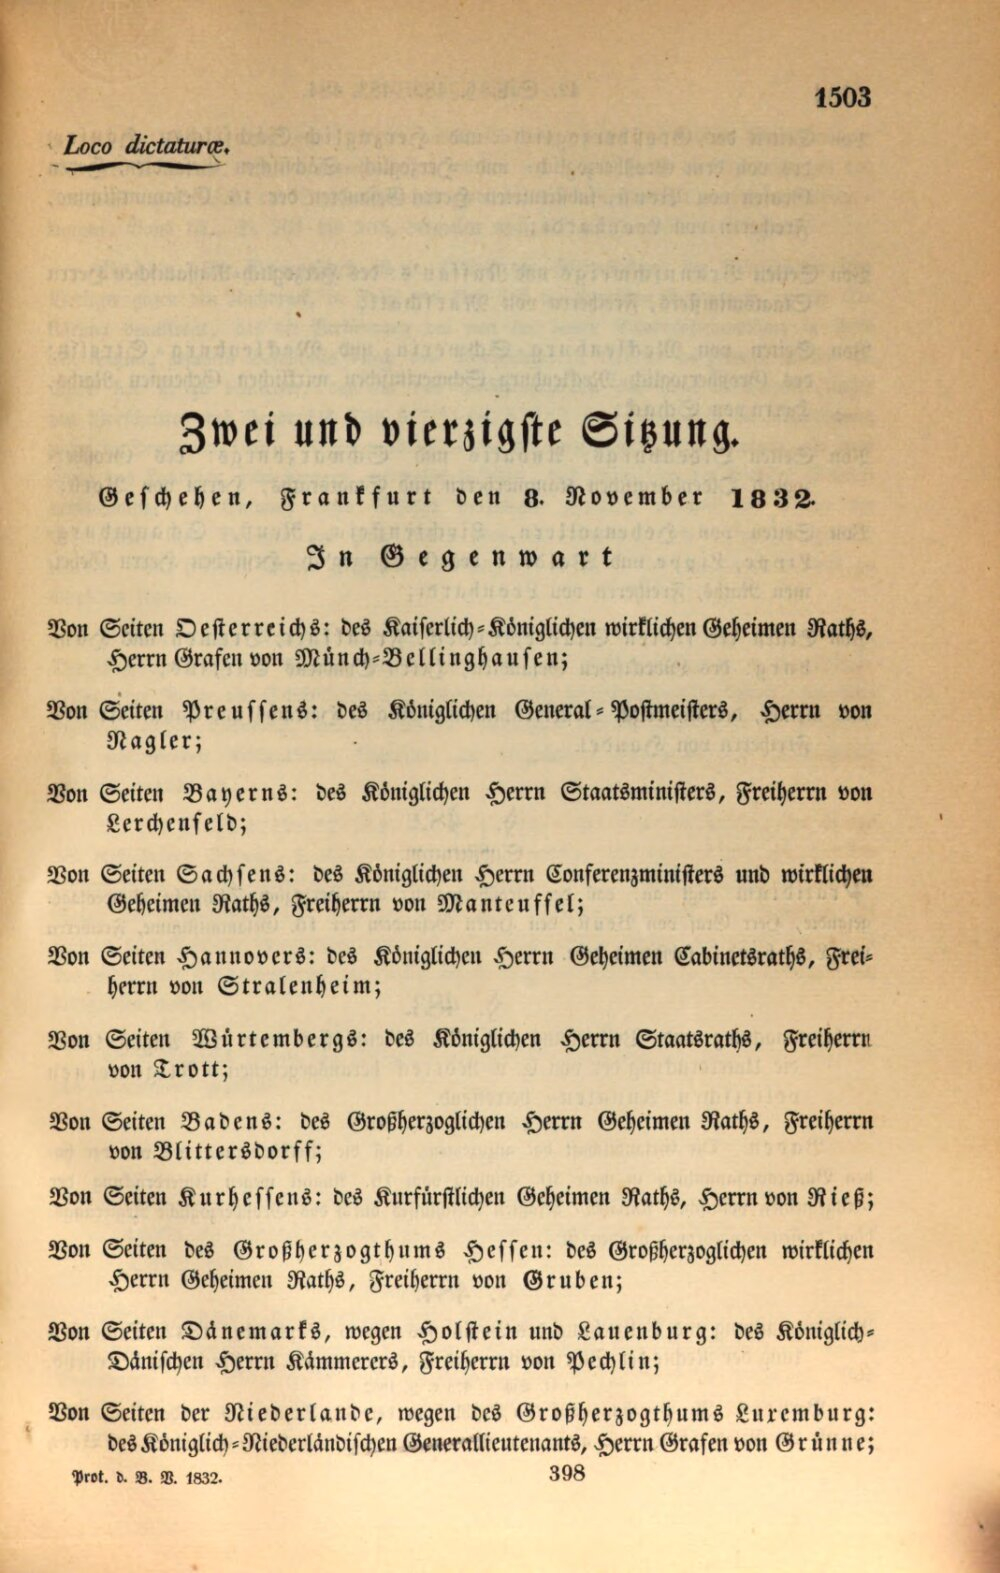 1503
Loco dictaturæ.
Zwei und vierzigste Sitzung.
Geschehen, Frankfurt den 8. November 1832.
In Gegenwart
Von Seiten Oesterreichs: des Kaiserlich-Königlichen wirklichen Geheimen Raths,
Herrn Grafen von Münch-Bellinghausen;
Von Seiten Preussens: des Königlichen General-Postmeisters, Herrn von
Nagler;
Von Seiten Bayerns: des Königlichen Herrn Staatsministers, Freiherrn von
Lerchenfeld;
Von Seiten Sachsens: des Königlichen Herrn Conferenzministers und wirklichen
Geheimen Raths, Freiherrn von Manteuffel;
Von Seiten Hannovers: des Königlichen Herrn Geheimen Cabinetsraths, Frei-
herrn von Stralenheim;
Von Seiten Würtembergs: des Königlichen Herrn Staatsraths, Freiherrn
von Trott;
Von Seiten Badens: des Großherzoglichen Herrn Geheimen Raths, Freiherrn
von Blittersdorff;
Von Seiten Kurhessens: des Kurfürstlichen Geheimen Raths, Herrn von Rieß;
Von Seiten des Großherzogthums Hessen: des Großherzoglichen wirklichen
Herrn Geheimen Raths, Freiherrn von Gruben;
Von Seiten Dänemarks, wegen Holstein und Lauenburg: des Königlich-
Dänischen Herrn Kämmerers, Freiherrn von Pechlin;
Von Seiten der Niederlande, wegen des Großherzogthums Luxemburg:
des Königlich-Niederländischen Generallieutenants, Herrn Grafen von Grünne;
Prot. d. B. V. 1832.
398